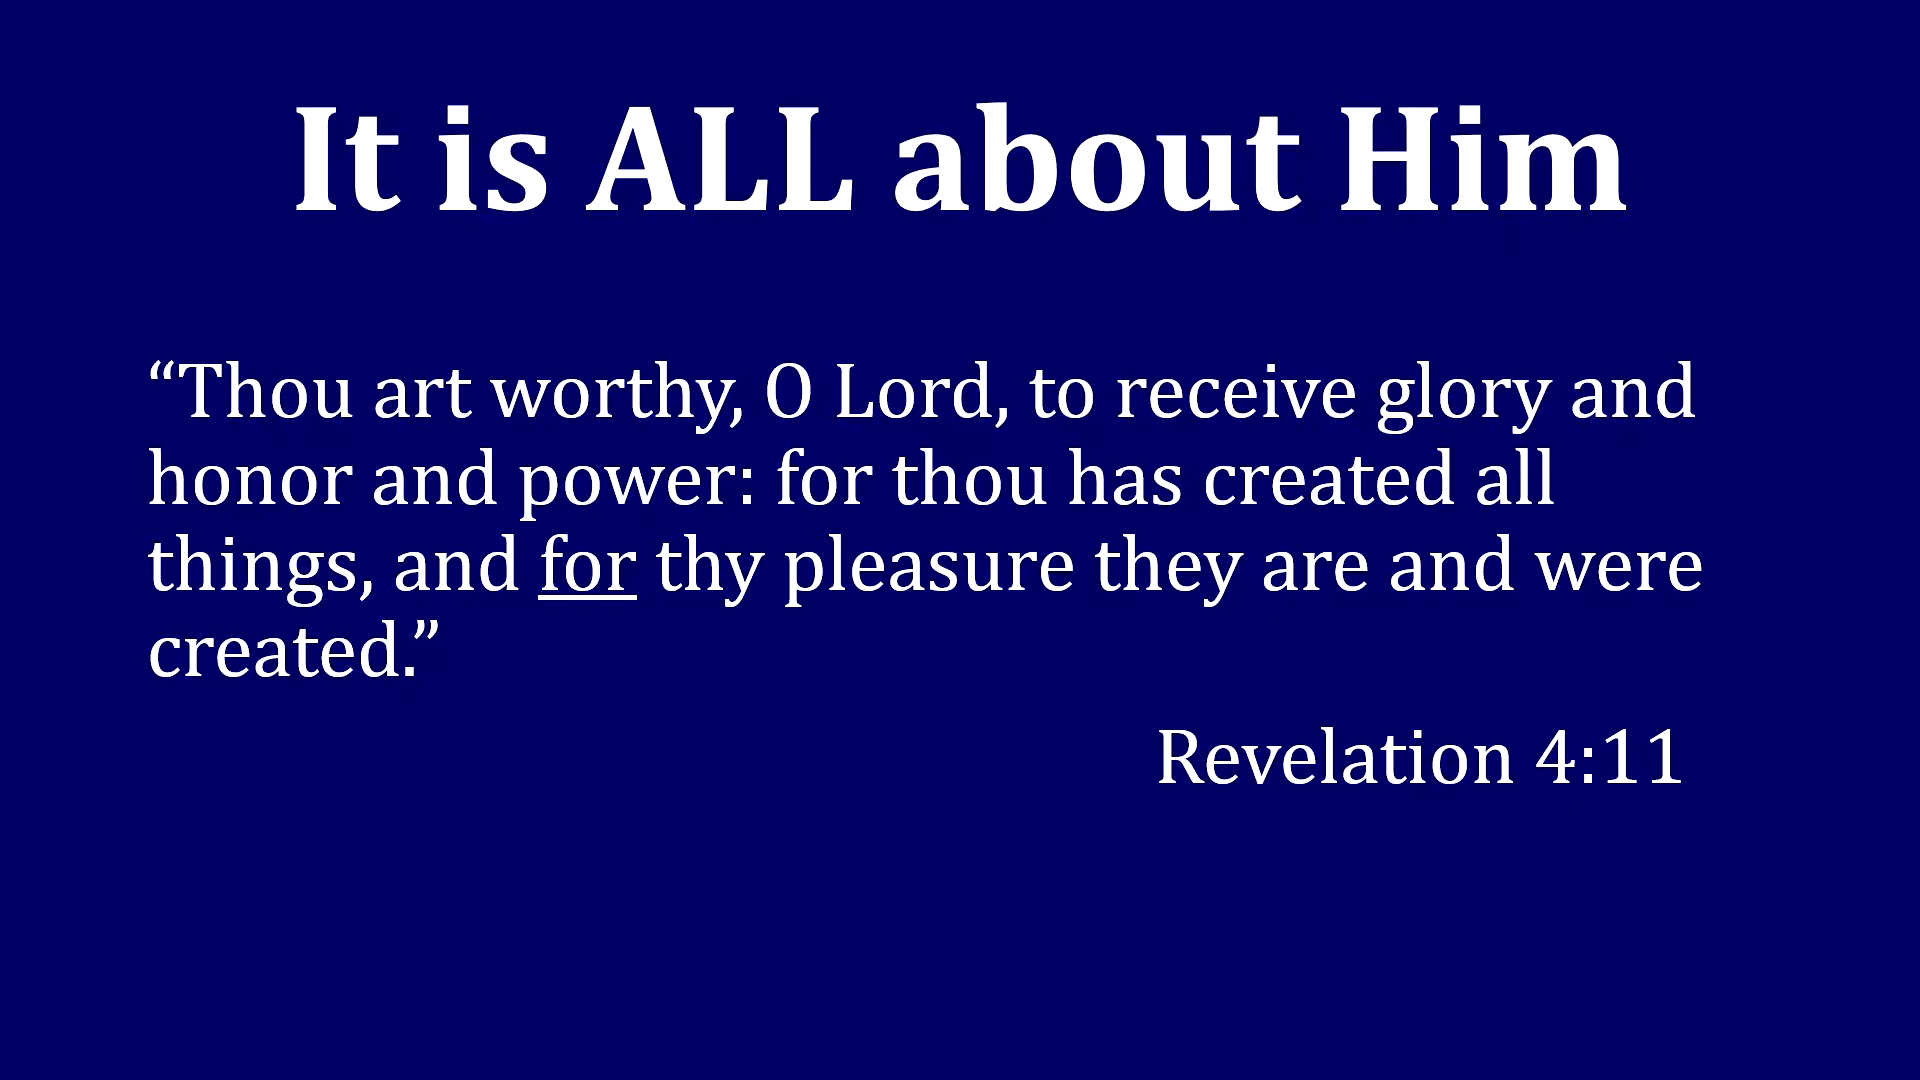 It is ALL about Him
“Thou art worthy, O Lord, to receive glory and
honor and power: for thou has created all
things, and for thy pleasure they are and were
created.”
Revelation 4:11